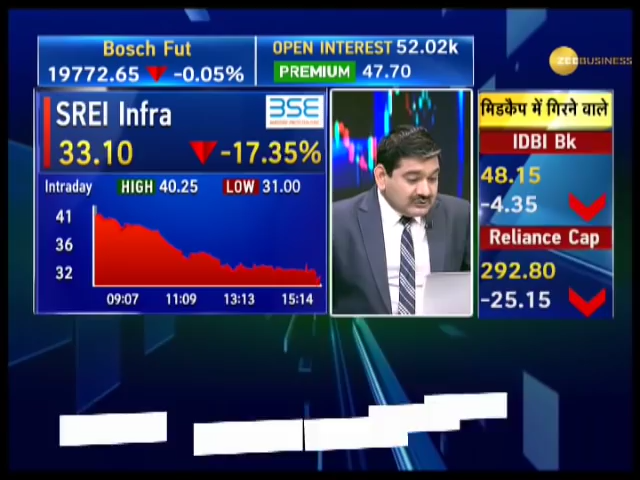 Bosch Fut
19772.65 -0.05%
OPEN INTEREST 52.02k
PREMIUM 47.70
ZEE BUSINESS
SREI Infra
BSE
33.10 -17.35%
Intraday HIGH 40.25 LOW 31.00
41
36
32
09:07 11:09 13:13 15:14
मिडकैप में गिरने वाले
IDBI Bk
48.15
-4.35
Reliance Cap
292.80
-25.15